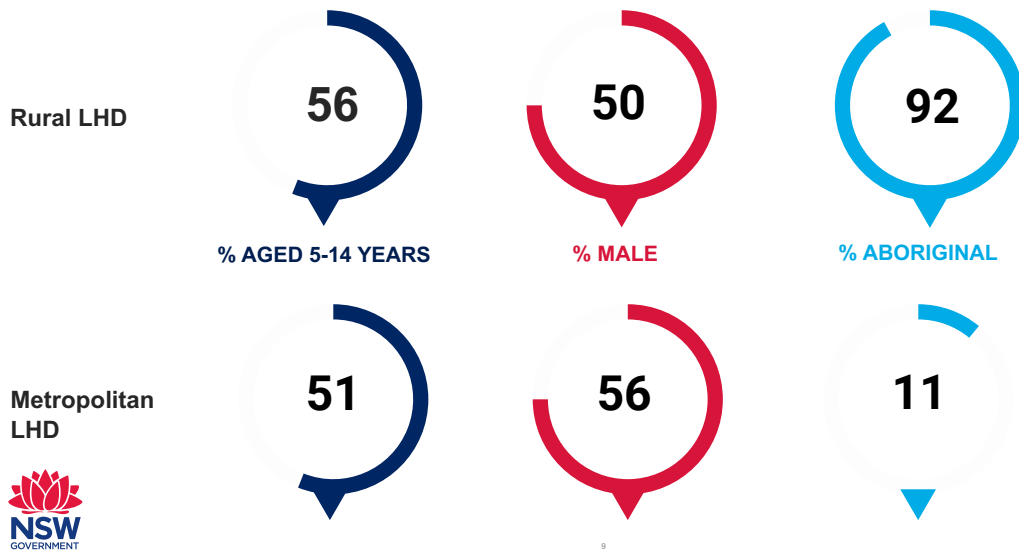 Rural LHD
56
50
92
% AGED 5-14 YEARS
% MALE
% ABORIGINAL
Metropolitan
LHD
51
56
11
NSW
GOVERNMENT
9